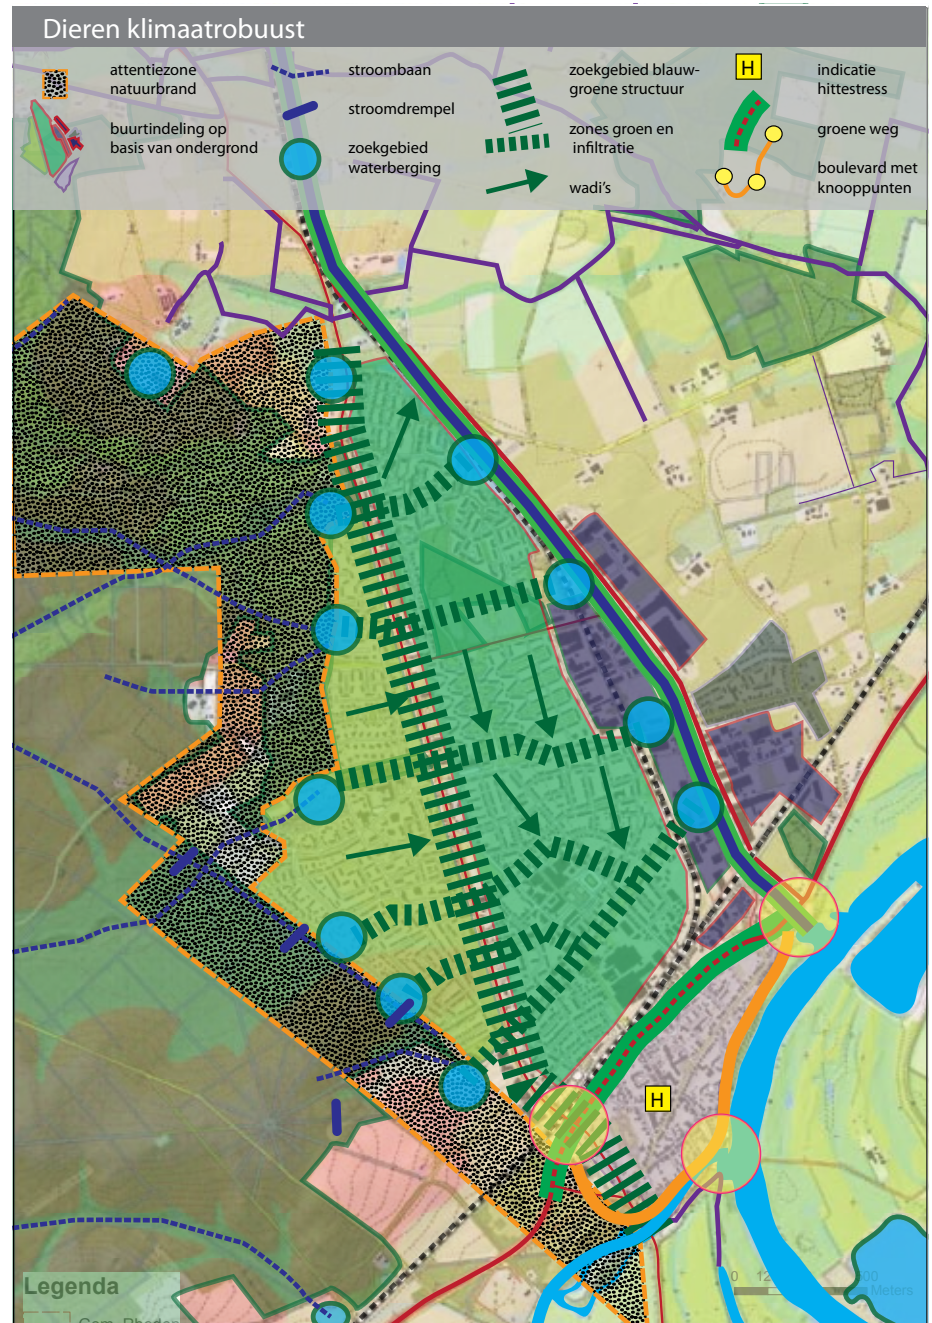 Dieren klimaatrobuust
attentiezone
natuurbrand
buurtindeling op
basis van ondergrond
stroombaan
stroomdrempel
zoekgebied
waterberging
zoekgebied blauw-
groene structuur
zones groen en
infiltratie
wadi's
H
indicatie
hittestress
groene weg
boulevard met
knooppunten
H
Legenda
0
Meters